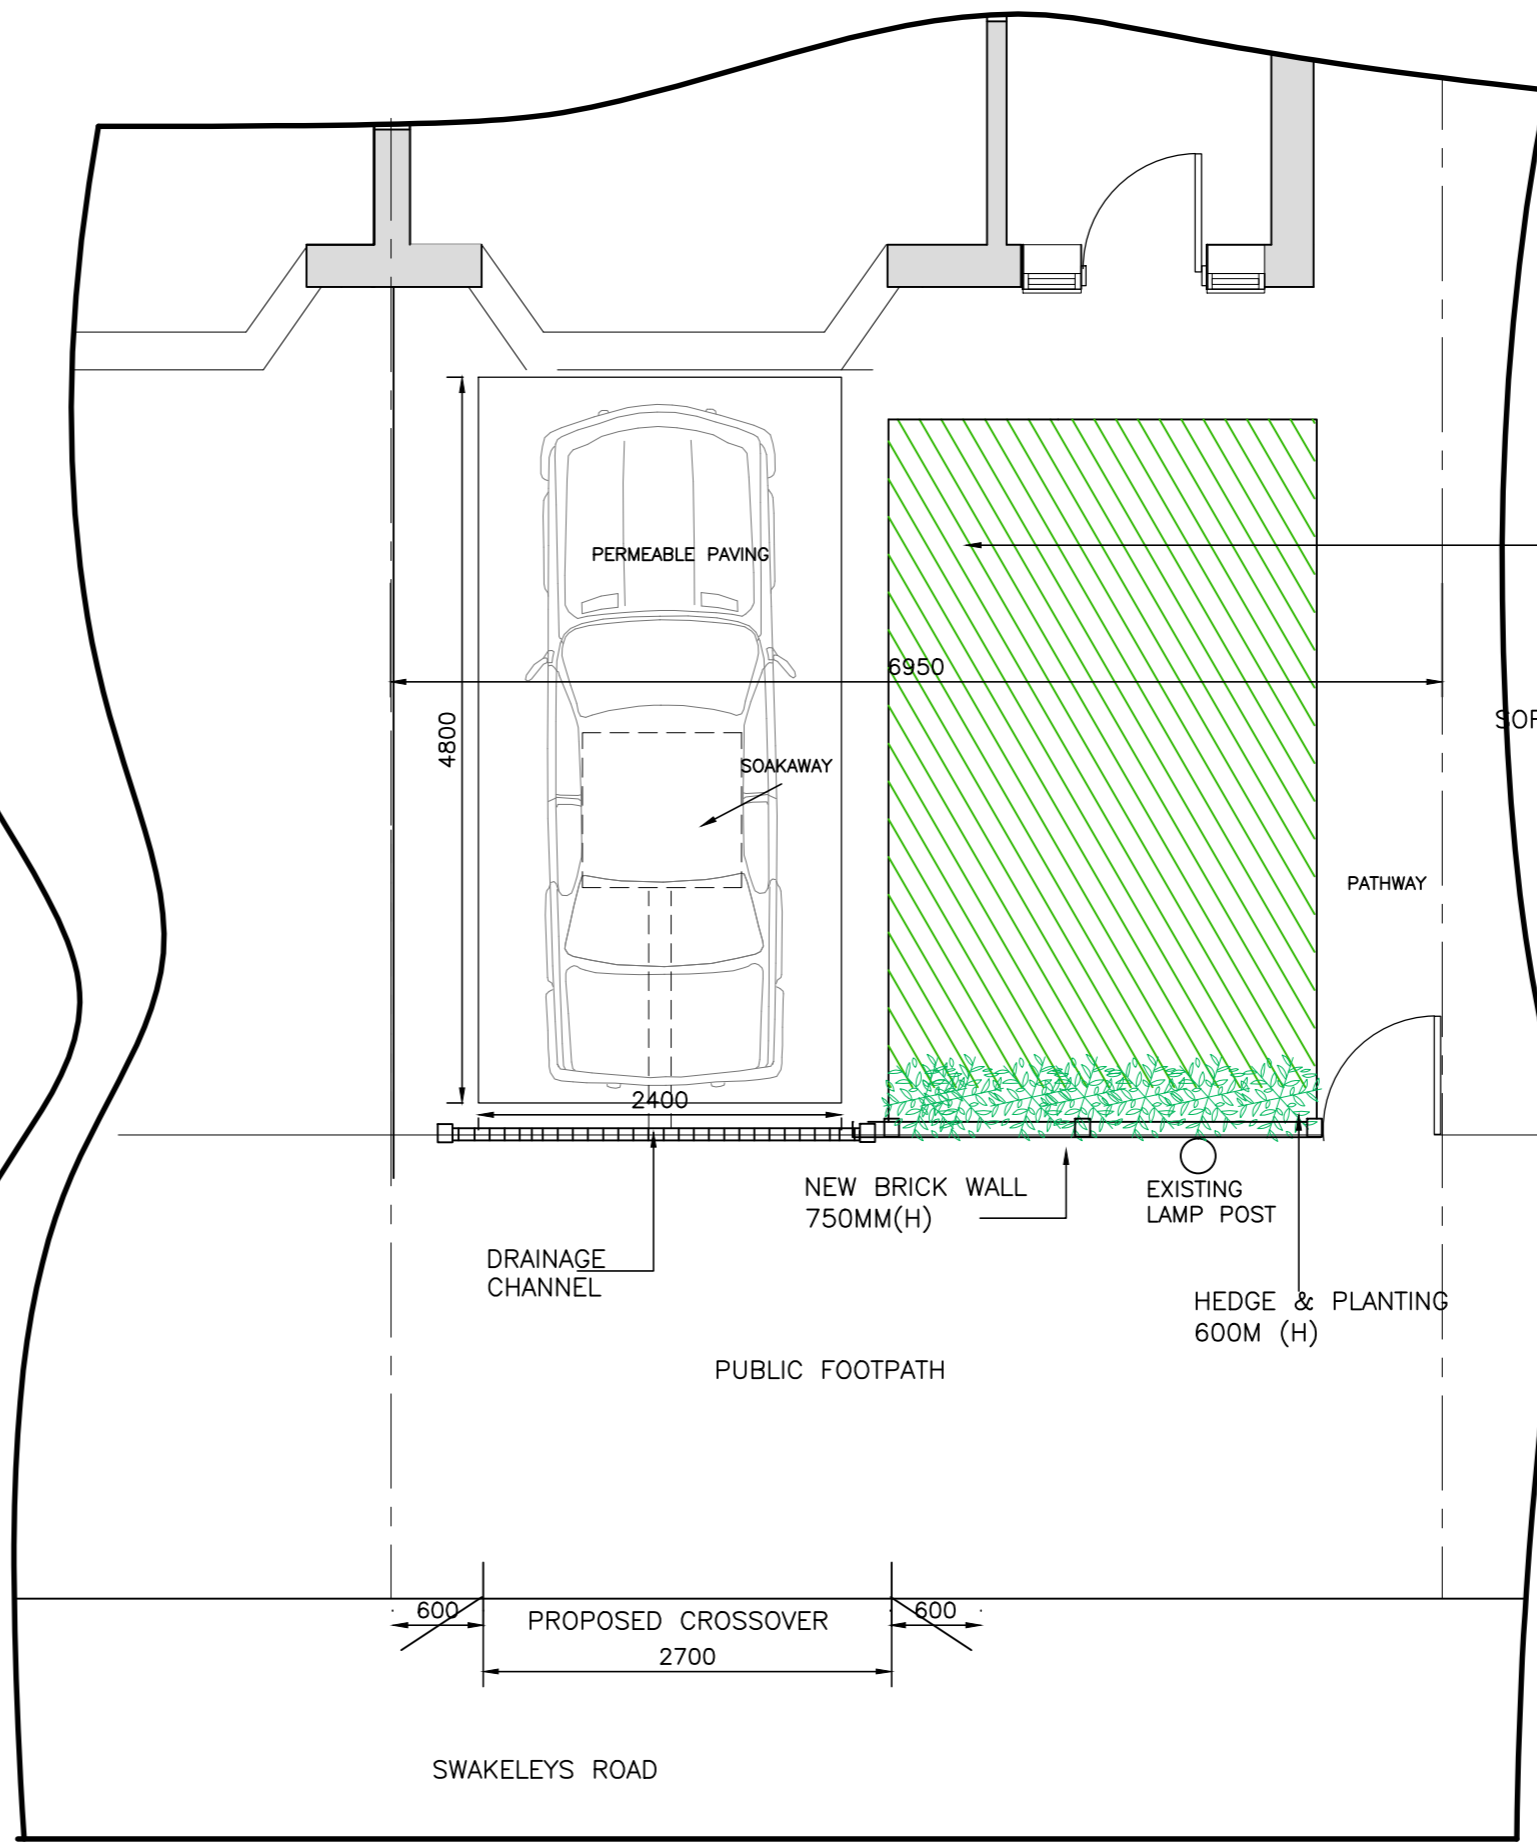 PERMEABLE PAVING
6950
4800
SOAKAWAY
PATHWAY
2400
NEW BRICK WALL
750MM(H)
EXISTING
LAMP POST
DRAINAGE
CHANNEL
HEDGE & PLANTING
600M (H)
PUBLIC FOOTPATH
600
PROPOSED CROSSOVER
600
2700
SWAKELEYS ROAD